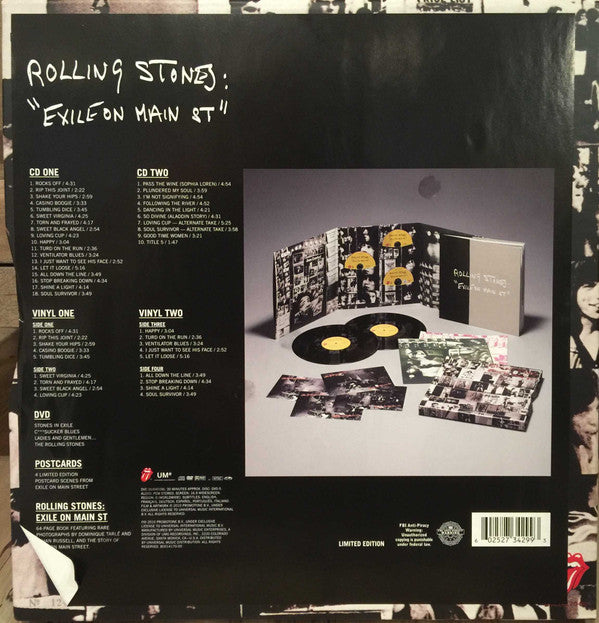 ROLLING STONES:
"EXILE ON MAIN ST"
CD ONE
1. ROCKS OFF / 4:31
2. RIP THIS JOINT / 2:22
3. SHAKE YOUR HIPS / 2:59
4. CASINO BOOGIE / 3:33
5. TUMBLING DICE / 3:45
6. SWEET VIRGINIA / 4:25
7. TORN AND FRAYED / 4:17
8. SWEET BLACK ANGEL / 2:54
9. LOVING CUP / 4:23
10. HAPPY / 3:04
11. TURD ON THE RUN / 2:36
12. VENTILATOR BLUES / 3:24
13. I JUST WANT TO SEE HIS FACE / 2:52
14. LET IT LOOSE / 5:16
15. ALL DOWN THE LINE / 3:49
16. STOP BREAKING DOWN / 4:34
17. SHINE A LIGHT / 4:14
18. SOUL SURVIVOR / 3:49
CD TWO
1. PASS THE WINE (SOPHIA LOREN) / 4:54
2. PLUNDERED MY SOUL / 3:59
3. I'M NOT SIGNIFYING / 4:54
4. FOLLOWING THE RIVER / 4:52
5. DANCING IN THE LIGHT / 4:21
6. SO DIVINE (ALADDIN STORY) / 4:31
7. LOVING CUP — ALTERNATE TAKE / 5:25
8. SOUL SURVIVOR — ALTERNATE TAKE / 3:58
9. GOOD TIME WOMEN / 3:21
10. TITLE 5 / 1:47
VINYL ONE
SIDE ONE
1. ROCKS OFF / 4:31
2. RIP THIS JOINT / 2:22
3. SHAKE YOUR HIPS / 2:59
4. CASINO BOOGIE / 3:33
5. TUMBLING DICE / 3:45
SIDE TWO
1. SWEET VIRGINIA / 4:25
2. TORN AND FRAYED / 4:17
3. SWEET BLACK ANGEL / 2:54
4. LOVING CUP / 4:23
VINYL TWO
SIDE THREE
1. HAPPY / 3:04
2. TURD ON THE RUN / 2:36
3. VENTILATOR BLUES / 3:24
4. I JUST WANT TO SEE HIS FACE / 2:52
5. LET IT LOOSE / 5:16
SIDE FOUR
1. ALL DOWN THE LINE / 3:49
2. STOP BREAKING DOWN / 4:34
3. SHINE A LIGHT / 4:14
4. SOUL SURVIVOR / 3:49
DVD
STONES IN EXILE
C***SUCKER BLUES
LADIES AND GENTLEMEN...
THE ROLLING STONES
POSTCARDS
4 LIMITED EDITION
POSTCARD SCENES FROM
EXILE ON MAIN STREET
ROLLING STONES:
EXILE ON MAIN ST
64-PAGE BOOK FEATURING RARE
PHOTOGRAPHS BY DOMINIQUE TARLÉ AND
RUSSELL, AND THE STORY OF
MAIN STREET.
ROLLING STONES
"EXILE ON MAIN ST"
UMe
LIMITED EDITION
FBI Anti-Piracy
Warning:
Unauthorized
copying is punishable
under federal law.
6 02527 34299 3